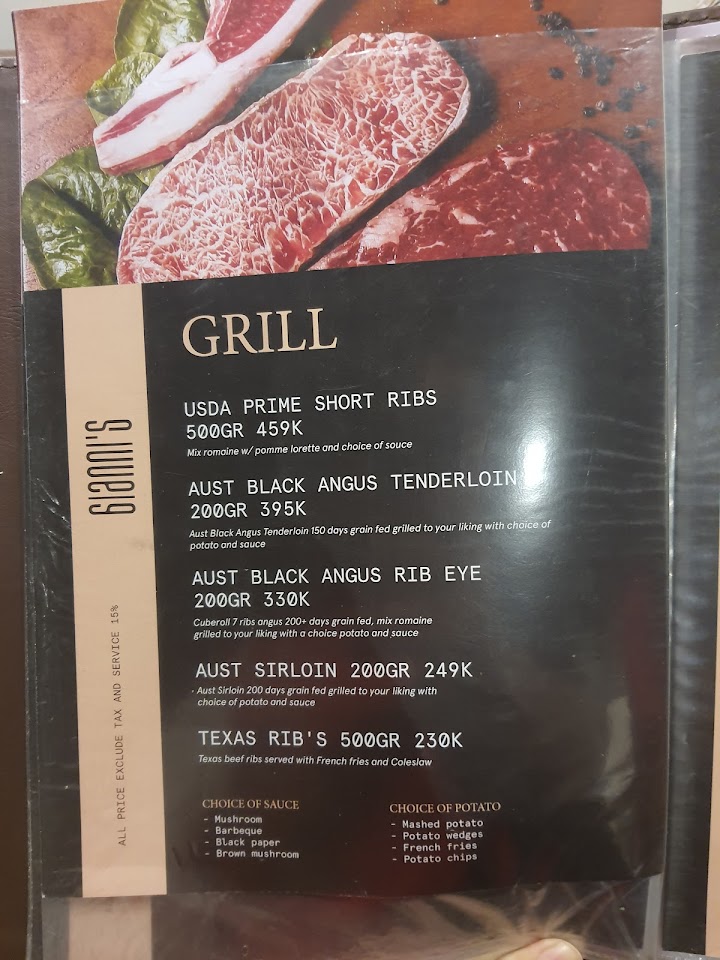 GRILL
USDA PRIME SHORT RIBS
500GR 459K
Mix romaine w/ pomme lorette and choice of sauce
AUST BLACK ANGUS TENDERLOIN
200GR 395K
Aust Black Angus Tenderloin 150 days grain fed grilled to your liking with choice of
potato and sauce
AUST BLACK ANGUS RIB EYE
200GR 330K
Cuberoll 7 ribs angus 200+ days grain fed, mix romaine
grilled to your liking with a choice potato and sauce
AUST SIRLOIN 200GR 249K
Aust Sirloin 200 days grain fed grilled to your liking with
choice of potato and sauce
TEXAS RIB'S 500GR 230K
Texas beef ribs served with French fries and Coleslaw
CHOICE OF SAUCE
- Mushroom
- Barbeque
- Black paper
- Brown mushroom
CHOICE OF POTATO
- Mashed potato
- Potato wedges
- French fries
- Potato chips
GIANNI'S
ALL PRICE EXCLUDE TAX AND SERVICE 15%